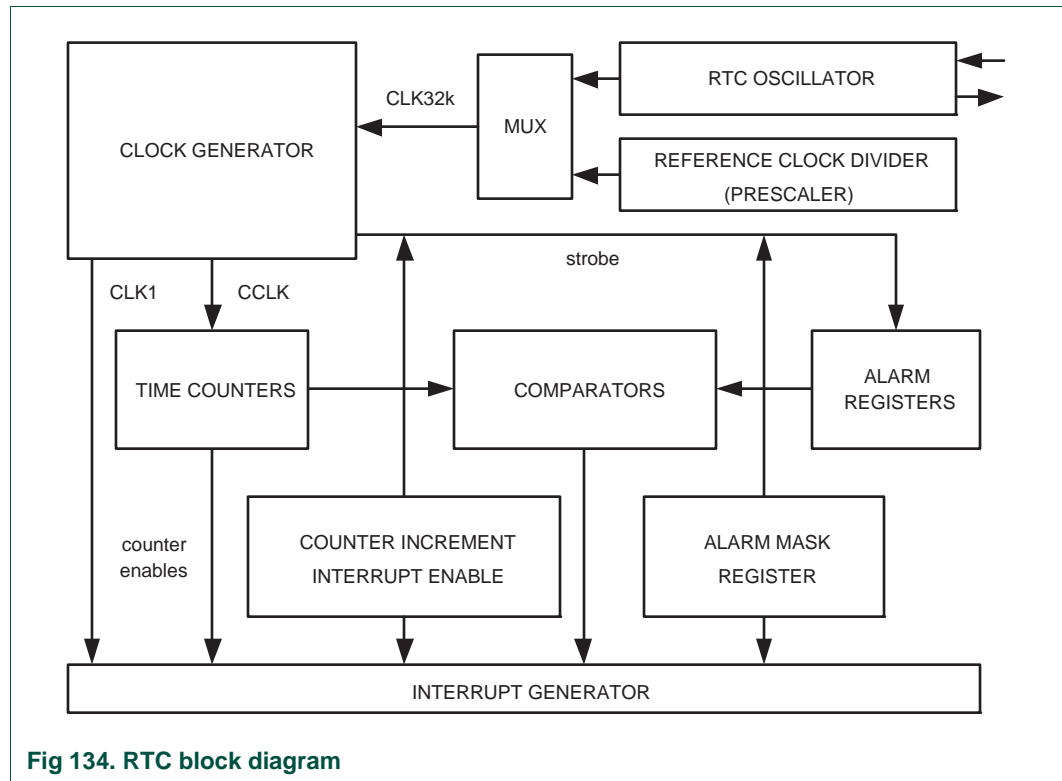 RTC OSCILLATOR
CLK32k
MUX
CLOCK GENERATOR
REFERENCE CLOCK DIVIDER
(PRESCALER)
strobe
CLK1
CCLK
TIME COUNTERS
COMPARATORS
ALARM
REGISTERS
counter
enables
COUNTER INCREMENT
INTERRUPT ENABLE
ALARM MASK
REGISTER
INTERRUPT GENERATOR
Fig 134. RTC block diagram